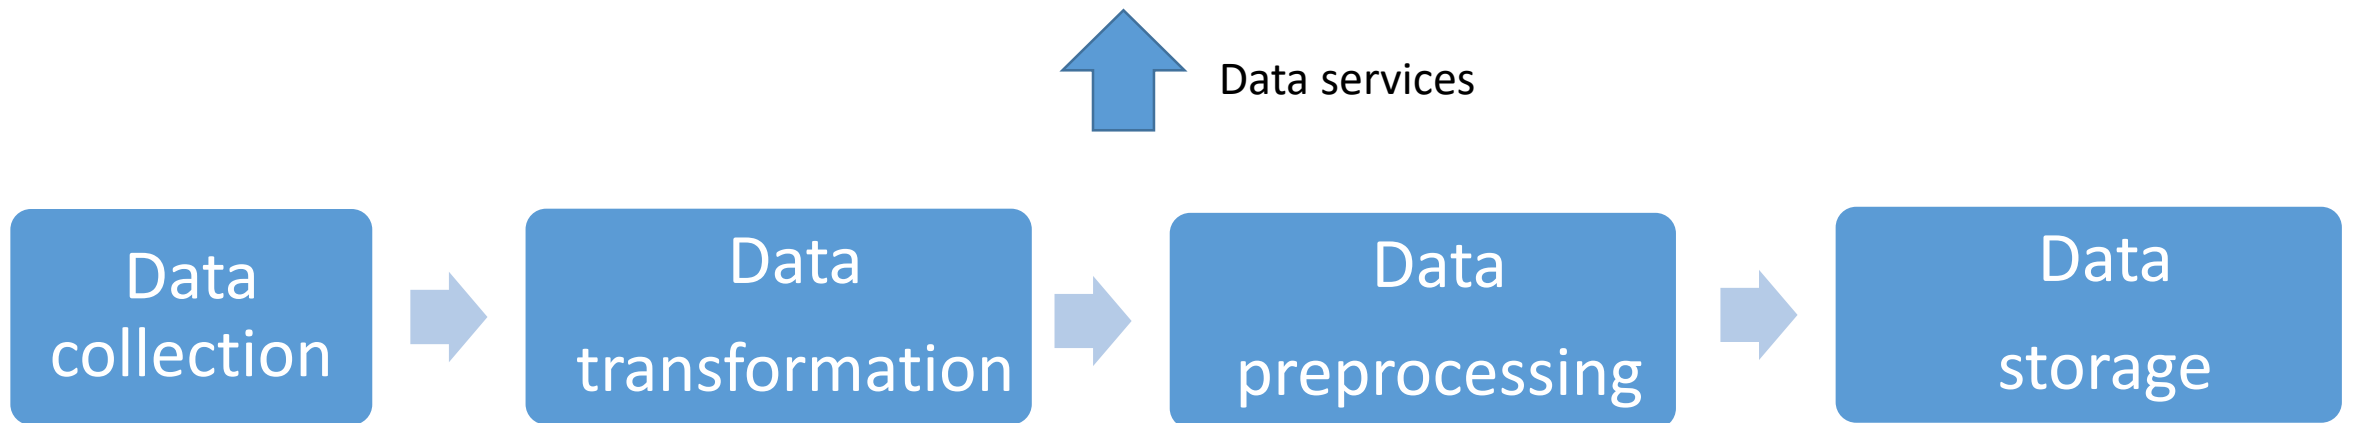 Data services
Data
collection
Data
transformation
Data
preprocessing
Data
storage